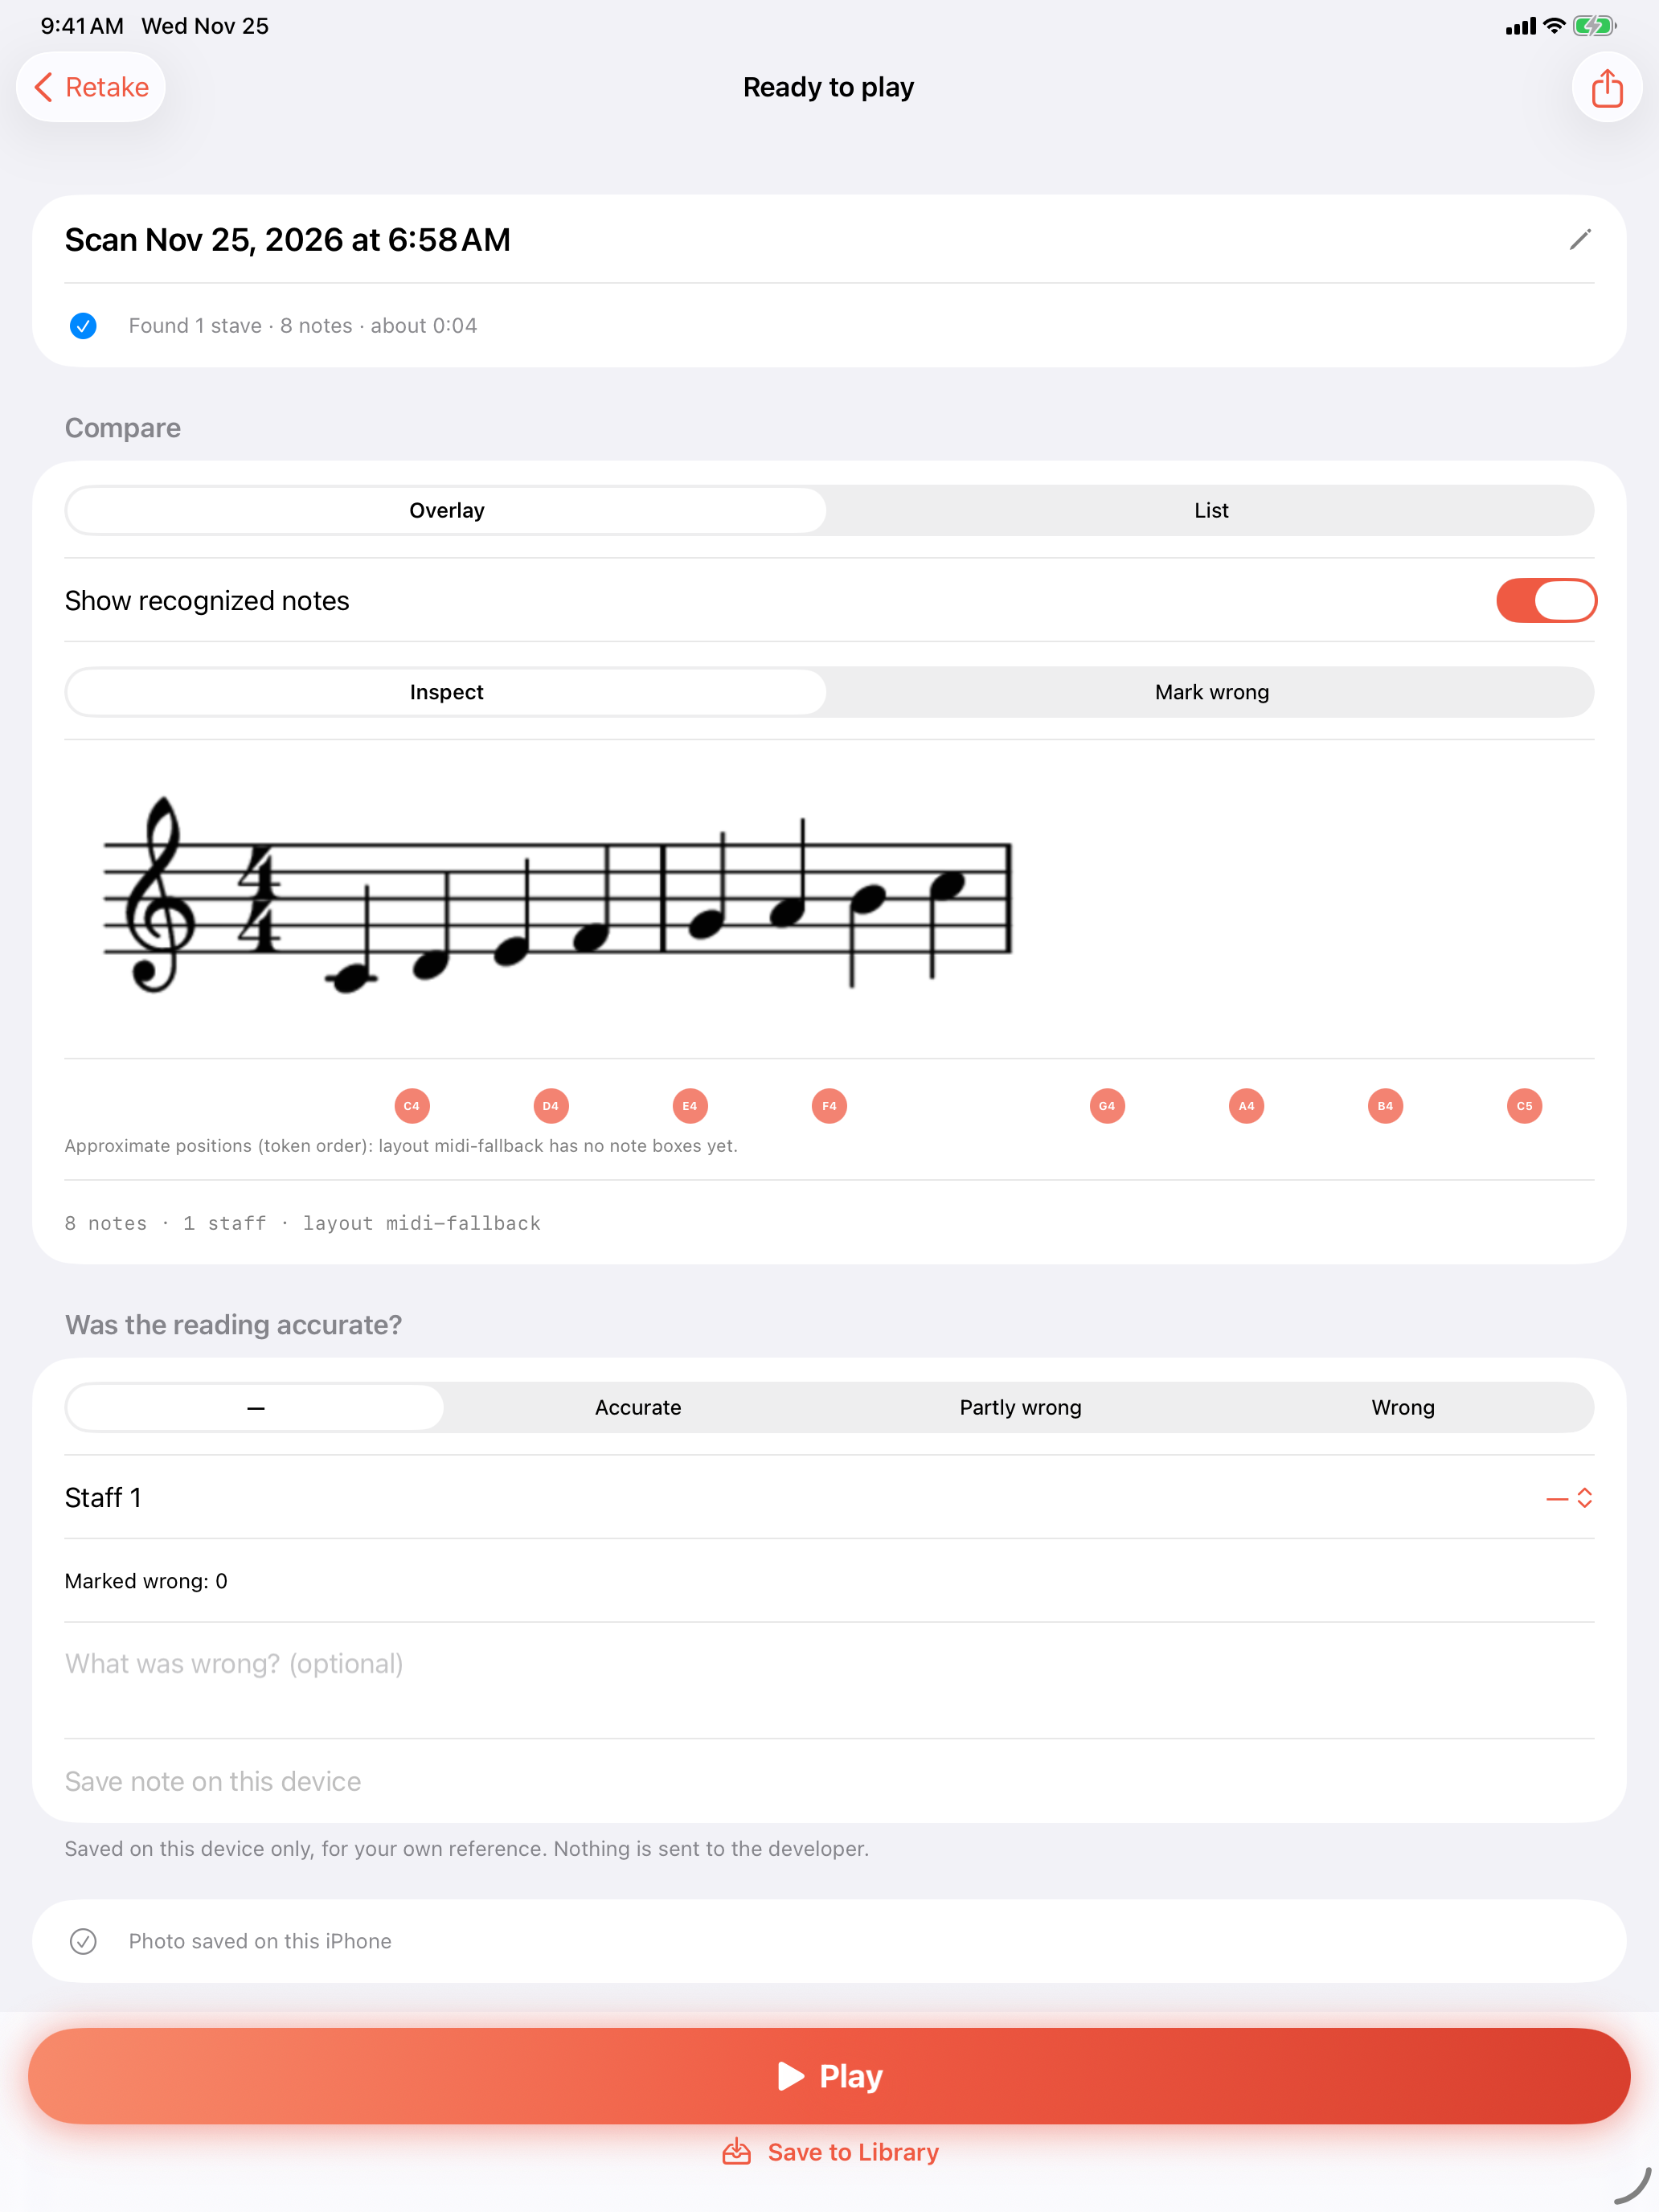 9:41 AM Wed Nov 25
Retake
Ready to play
Scan Nov 25, 2026 at 6:58 AM
Found 1 stave · 8 notes · about 0:04
Compare
Overlay List
Show recognized notes
Inspect Mark wrong
4
4
C4 D4 E4 F4 G4 A4 B4 C5
Approximate positions (token order): layout midi-fallback has no note boxes yet.
8 notes · 1 staff · layout midi-fallback
Was the reading accurate?
— Accurate Partly wrong Wrong
Staff 1 —
Marked wrong: 0
What was wrong? (optional)
Save note on this device
Saved on this device only, for your own reference. Nothing is sent to the developer.
Photo saved on this iPhone
Play
Save to Library